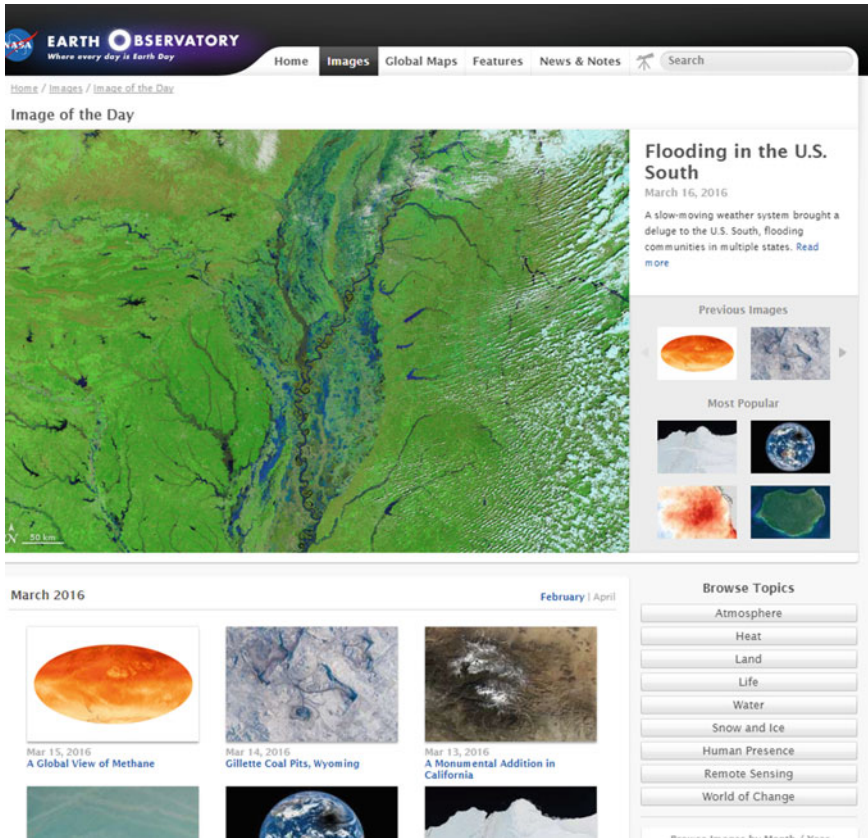 NASA
EARTH OBSERVATORY
Where every day is Earth Day
Home
Images
Global Maps
Features
News & Notes
Search
Home / Images / Image of the Day
Image of the Day
Flooding in the U.S.
South
March 16, 2016
A slow-moving weather system brought a
deluge to the U.S. South, flooding
communities in multiple states. Read
more
Previous Images
Most Popular
N
50 km
March 2016
February | April
Mar 15, 2016
A Global View of Methane
Mar 14, 2016
Gillette Coal Pits, Wyoming
Mar 13, 2016
A Monumental Addition in
California
Browse Topics
Atmosphere
Heat
Land
Life
Water
Snow and Ice
Human Presence
Remote Sensing
World of Change
Browse Images by Month / Year